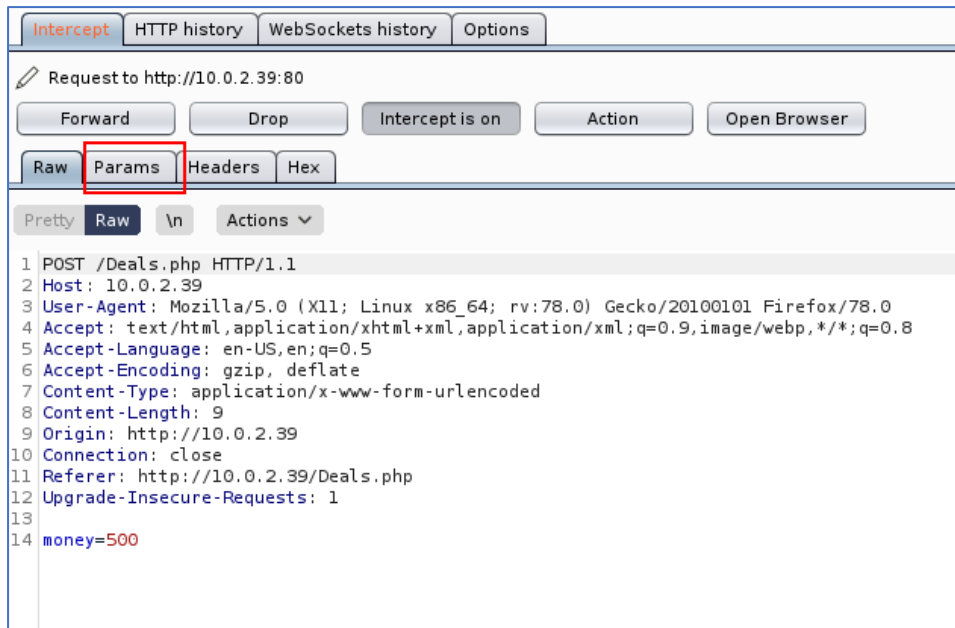 Intercept HTTP history WebSockets history Options
Request to http://10.0.2.39:80
Forward Drop Intercept is on Action Open Browser
Raw Params Headers Hex
Pretty Raw \n Actions
1 POST /Deals.php HTTP/1.1
2 Host: 10.0.2.39
3 User-Agent: Mozilla/5.0 (X11; Linux x86_64; rv:78.0) Gecko/20100101 Firefox/78.0
4 Accept: text/html,application/xhtml+xml,application/xml;q=0.9,image/webp,*/*;q=0.8
5 Accept-Language: en-US,en;q=0.5
6 Accept-Encoding: gzip, deflate
7 Content-Type: application/x-www-form-urlencoded
8 Content-Length: 9
9 Origin: http://10.0.2.39
10 Connection: close
11 Referer: http://10.0.2.39/Deals.php
12 Upgrade-Insecure-Requests: 1
13
14 money=500